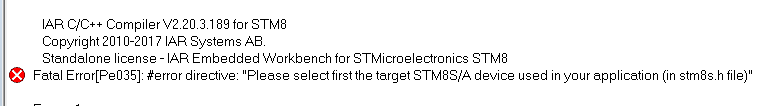 IAR C/C++ Compiler V2.20.3.189 for STM8
Copyright 2010-2017 IAR Systems AB.
Standalone license - IAR Embedded Workbench for STMicroelectronics STM8
Fatal Error[Pe035]: #error directive: "Please select first the target STM8S/A device used in your application (in stm8s.h file)"